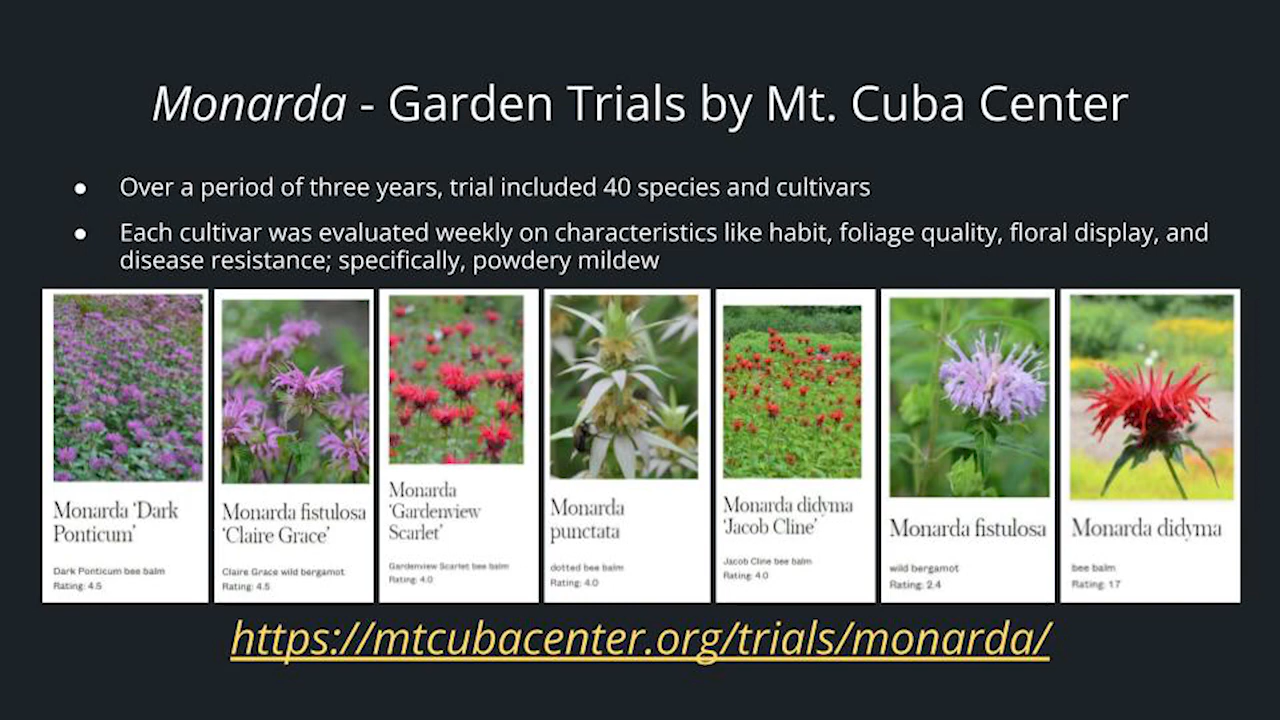 Monarda - Garden Trials by Mt. Cuba Center
● Over a period of three years, trial included 40 species and cultivars
● Each cultivar was evaluated weekly on characteristics like habit, foliage quality, floral display, and
disease resistance; specifically, powdery mildew
Monarda ‘Dark
Ponticum’
Dark Ponticum bee balm
Rating: 4.5
Monarda fistulosa
‘Claire Grace’
Claire Grace wild bergamot
Rating: 4.5
Monarda
‘Gardenview
Scarlet’
Gardenview Scarlet bee balm
Rating: 4.0
Monarda
punctata
dotted bee balm
Rating: 4.0
Monarda didyma
‘Jacob Cline’
Jacob Cline bee balm
Rating: 4.0
Monarda fistulosa
wild bergamot
Rating: 2.4
Monarda didyma
bee balm
Rating: 1.7
https://mtcubacenter.org/trials/monarda/